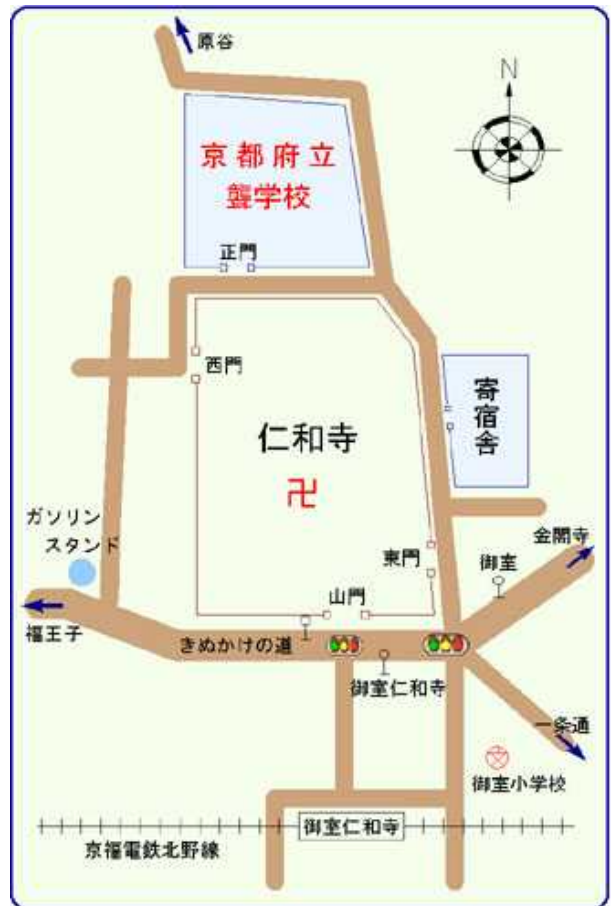 原谷
N
京都府立
聾学校
正門
西門
寄宿舎
仁和寺
卍
ガソリン
スタンド
金閣寺
東門
御室
山門
福王子
きぬかけの道
御室仁和寺
一条通
御室小学校
御室仁和寺
京福電鉄北野線